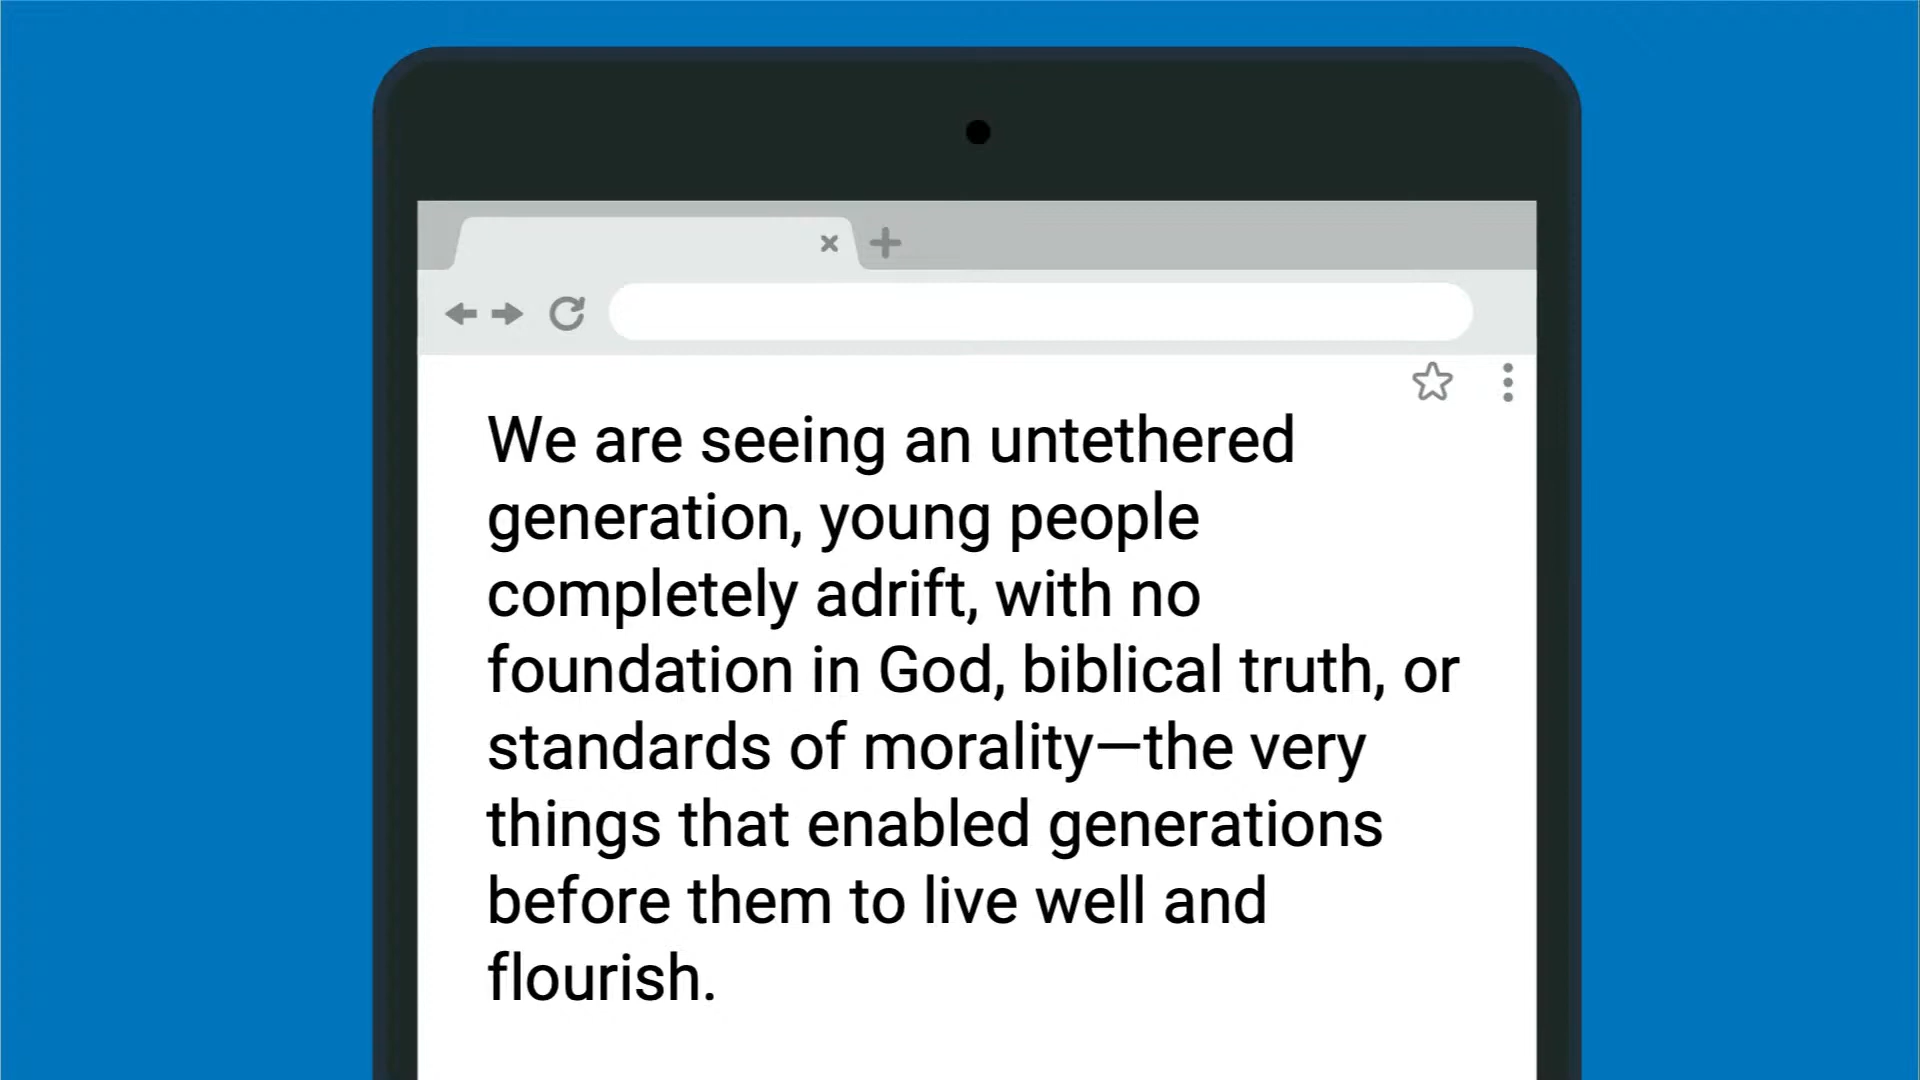 We are seeing an untethered
generation, young people
completely adrift, with no
foundation in God, biblical truth, or
standards of morality—the very
things that enabled generations
before them to live well and
flourish.